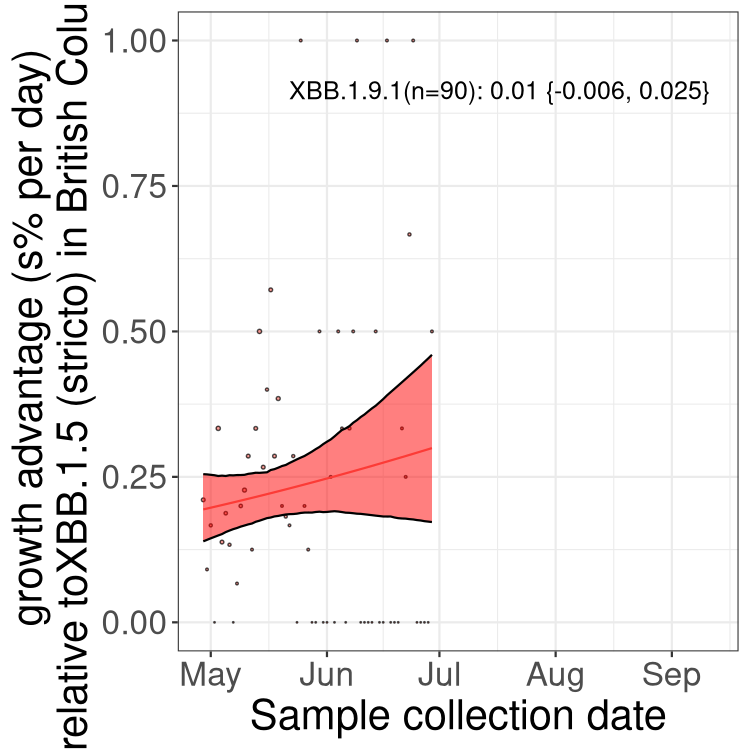 growth advantage (s% per day)
relative toXBB.1.5 (stricto) in British Colu
1.00
0.75
0.50
0.25
0.00
XBB.1.9.1(n=90): 0.01 {-0.006, 0.025}
May Jun Jul Aug Sep
Sample collection date